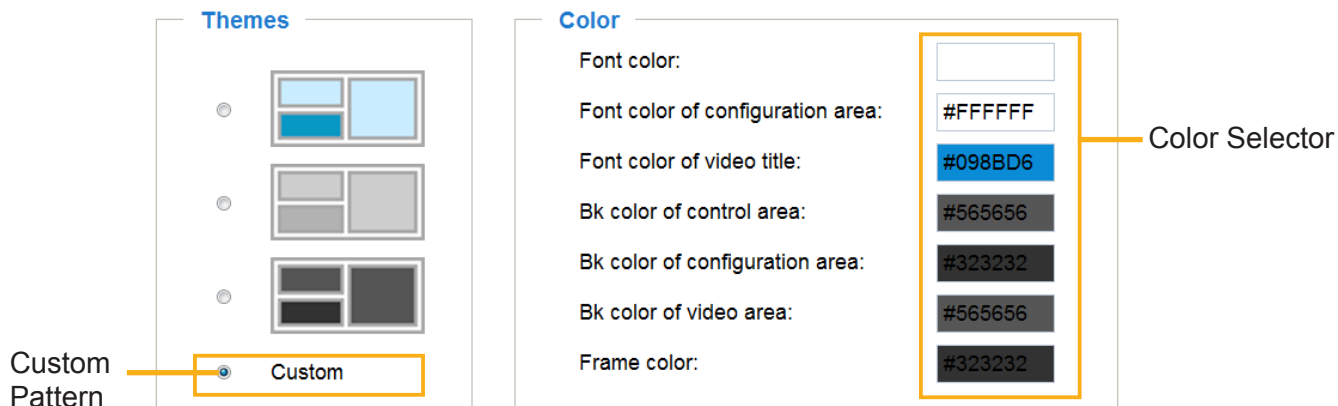 Themes
Custom
Custom
Pattern
Color
Font color:
Font color of configuration area: #FFFFFF
Font color of video title: #098BD6
Bk color of control area: #565656
Bk color of configuration area: #323232
Bk color of video area: #565656
Frame color: #323232
Color Selector